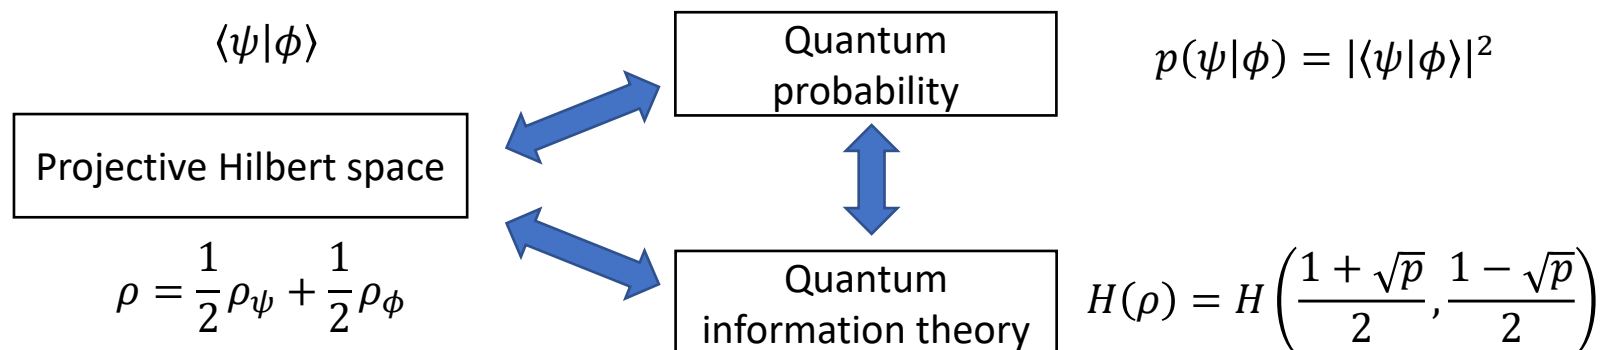 ⟨ψ|ϕ⟩
Quantum
probability
p(ψ|ϕ) = |⟨ψ|ϕ⟩|²
Projective Hilbert space
ρ = 1/2 ρ_ψ + 1/2 ρ_ϕ
Quantum
information theory
H(ρ) = H((1 + √p)/2, (1 − √p)/2)